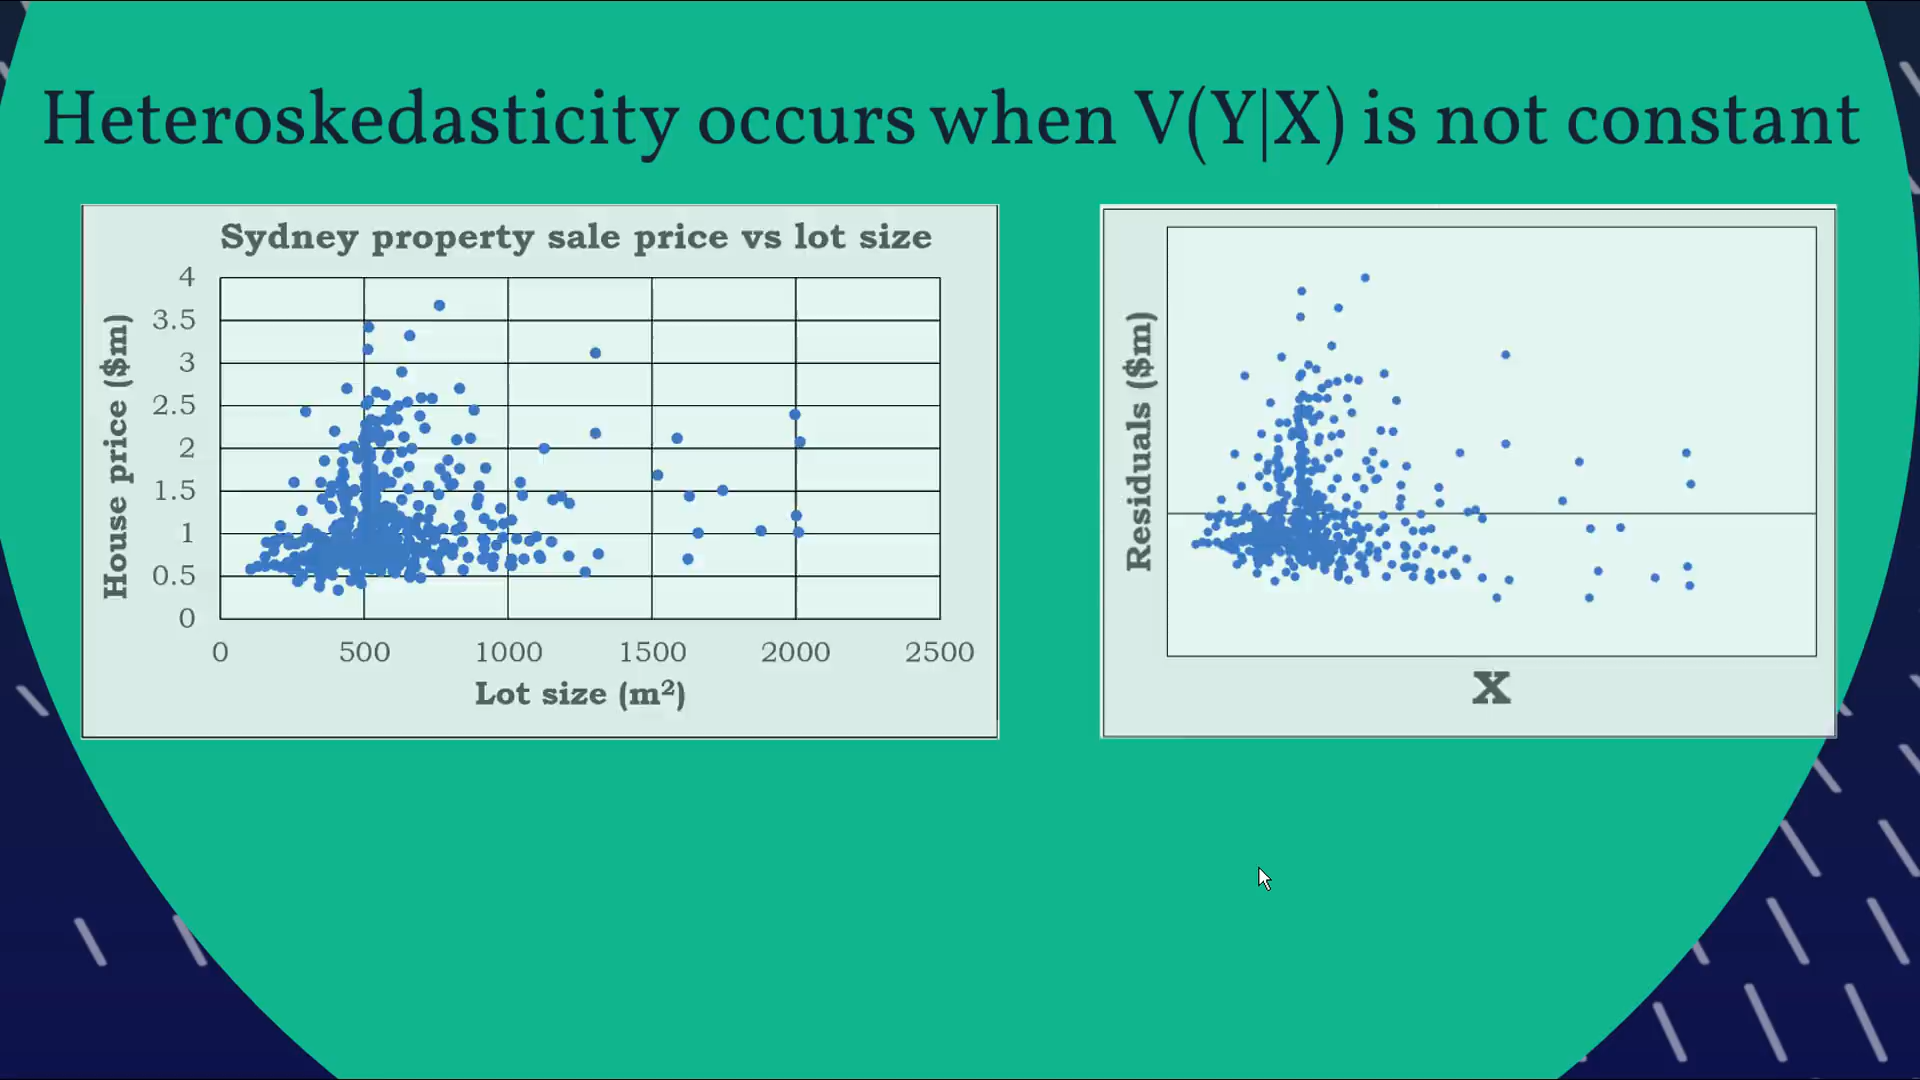 Heteroskedasticity occurs when V(Y|X) is not constant
Sydney property sale price vs lot size
House price ($m)
4
3.5
3
2.5
2
1.5
1
0.5
0
0 500 1000 1500 2000 2500
Lot size (m²)
Residuals ($m)
X